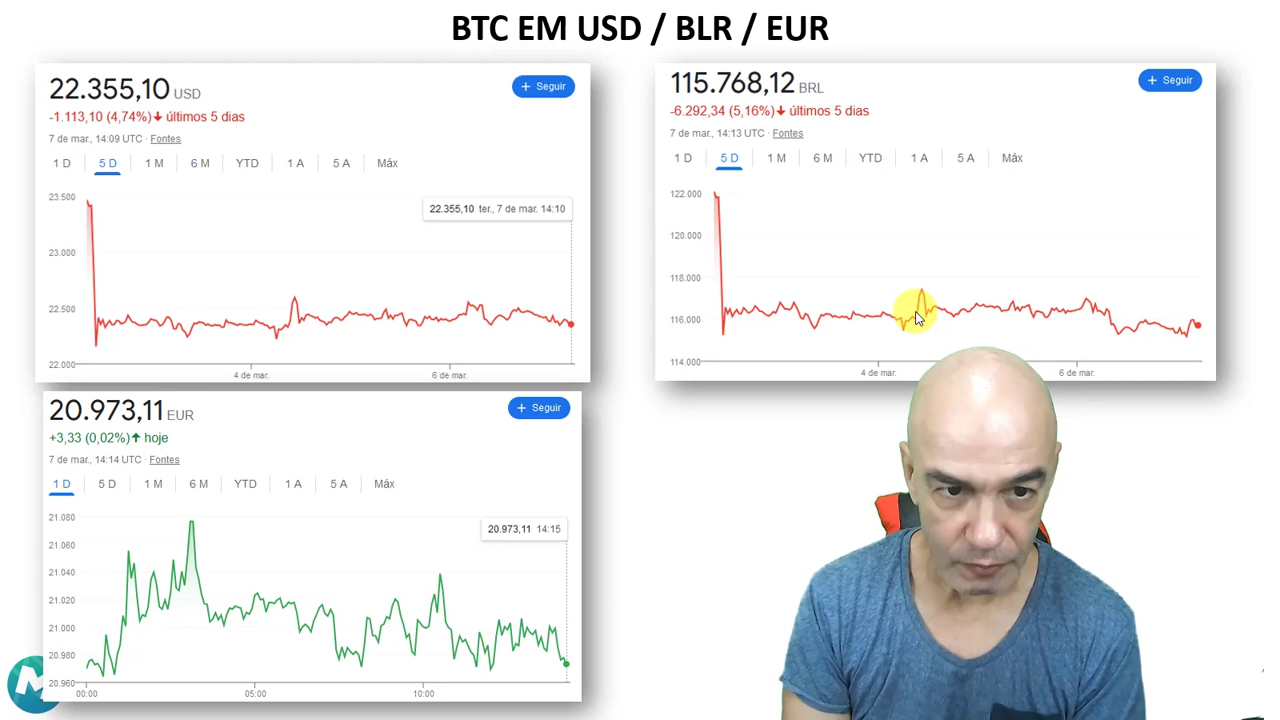 BTC EM USD / BLR / EUR
22.355,10 USD
+ Seguir
-1.113,10 (4,74%) últimos 5 dias
7 de mar., 14:09 UTC · Fontes
1 D 5 D 1 M 6 M YTD 1 A 5 A Máx
23.500
22.355,10 ter., 7 de mar. 14:10
23.000
22.500
22.000
4 de mar. 6 de mar.
115.768,12 BRL
+ Seguir
-6.292,34 (5,16%) últimos 5 dias
7 de mar., 14:13 UTC · Fontes
1 D 5 D 1 M 6 M YTD 1 A 5 A Máx
122.000
120.000
118.000
116.000
114.000
4 de mar. 6 de mar.
20.973,11 EUR
+ Seguir
+3,33 (0,02%) hoje
7 de mar., 14:14 UTC · Fontes
1 D 5 D 1 M 6 M YTD 1 A 5 A Máx
21.080
20.973,11 14:15
21.060
21.040
21.020
21.000
20.980
20.960
00:00 05:00 10:00
M